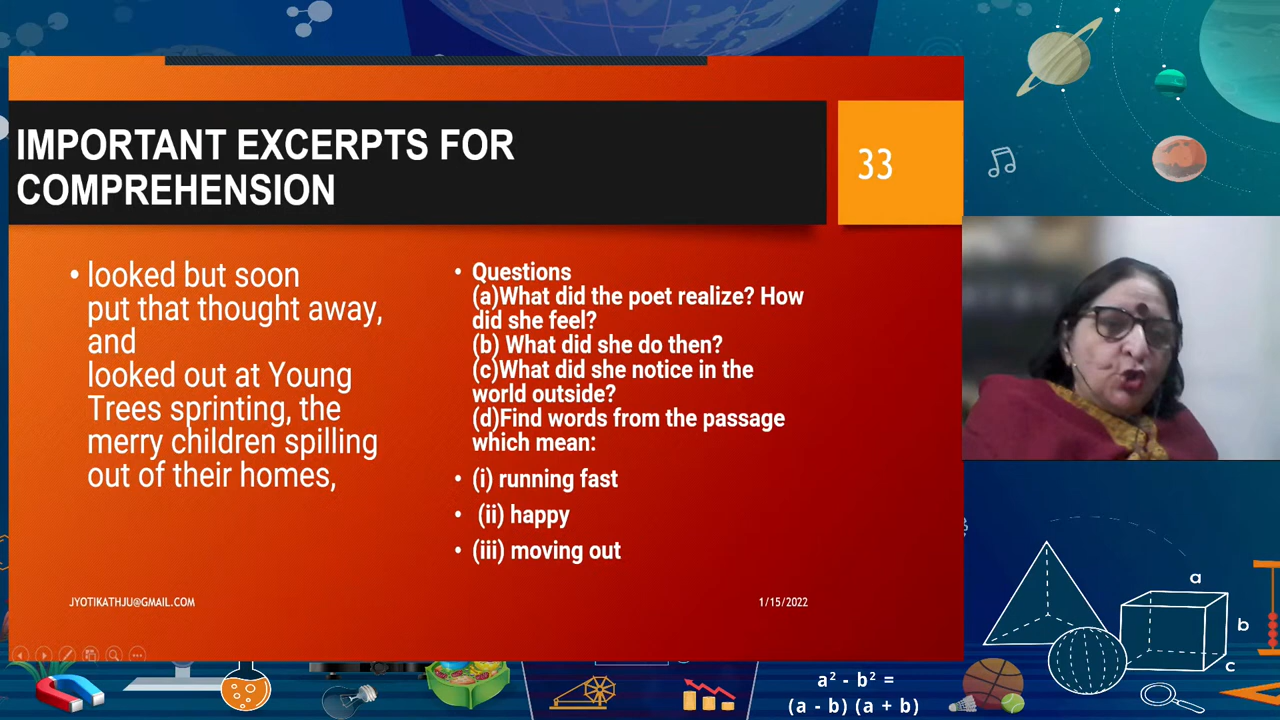 IMPORTANT EXCERPTS FOR
COMPREHENSION
33
• looked but soon
put that thought away,
and
looked out at Young
Trees sprinting, the
merry children spilling
out of their homes,
• Questions
(a)What did the poet realize? How
did she feel?
(b) What did she do then?
(c)What did she notice in the
world outside?
(d)Find words from the passage
which mean:
• (i) running fast
• (ii) happy
• (iii) moving out
JYOTIKATHJU@GMAIL.COM
1/15/2022
a
b
c
a² - b² =
(a - b) (a + b)